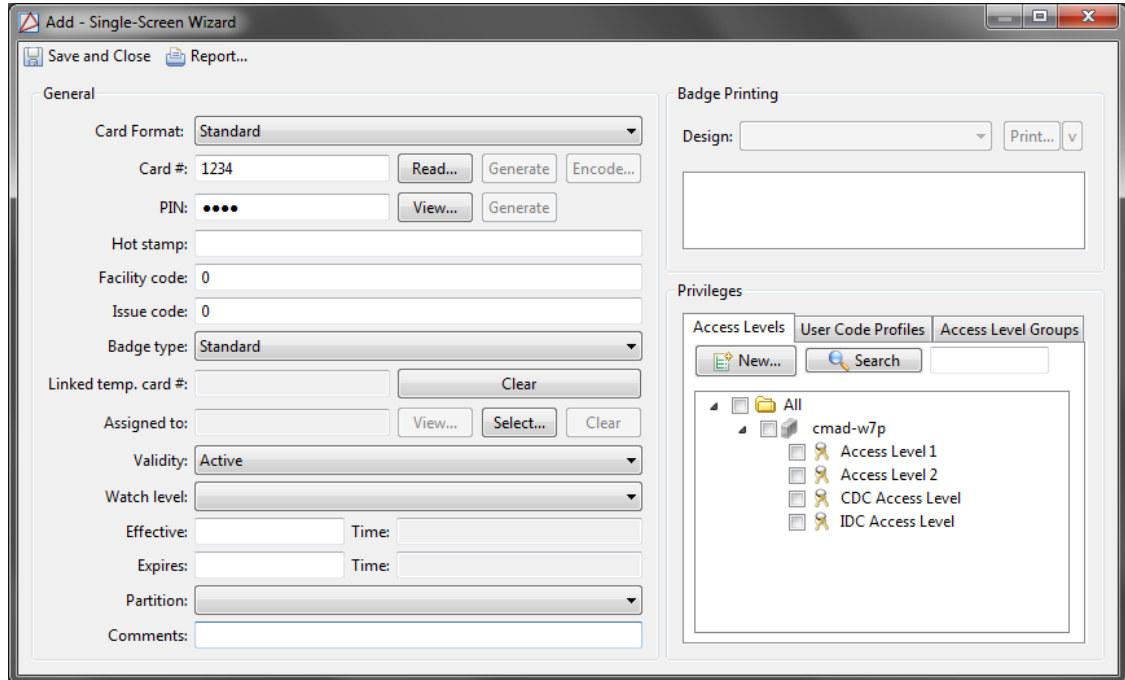 Add - Single-Screen Wizard
Save and Close Report...
General
Card Format: Standard
Card #: 1234 Read... Generate Encode...
PIN: •••• View... Generate
Hot stamp:
Facility code: 0
Issue code: 0
Badge type: Standard
Linked temp. card #: Clear
Assigned to: View... Select... Clear
Validity: Active
Watch level:
Effective: Time:
Expires: Time:
Partition:
Comments:
Badge Printing
Design: Print... v
Privileges
Access Levels User Code Profiles Access Level Groups
New... Search
All
cmad-w7p
Access Level 1
Access Level 2
CDC Access Level
IDC Access Level